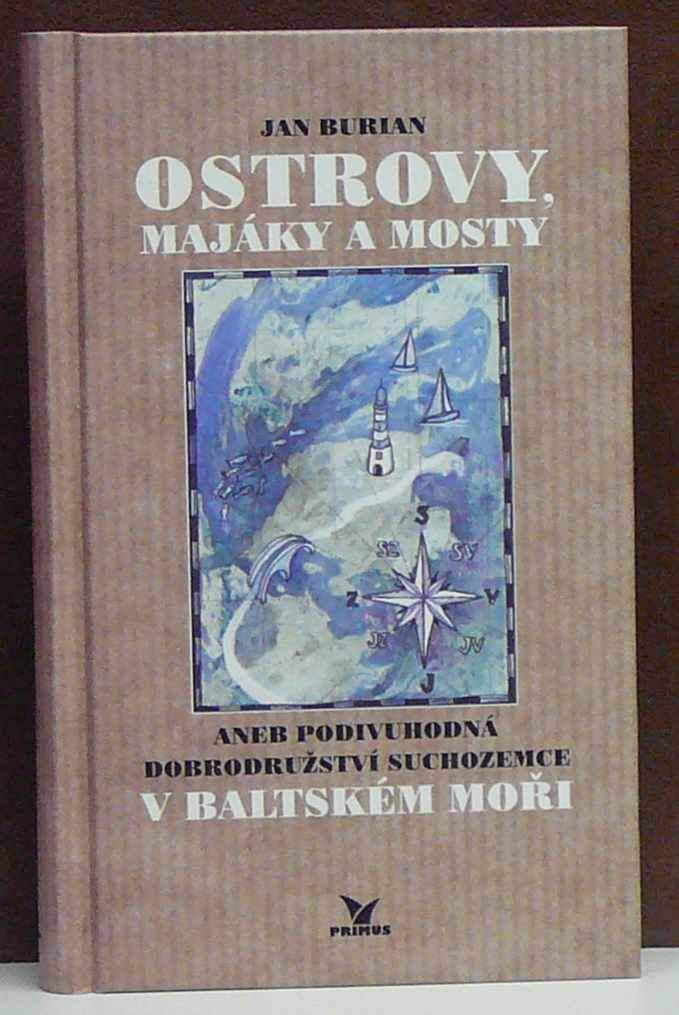 JAN BURIAN
OSTROVY,
MAJÁKY A MOSTY
S
SZ SV
Z V
JZ JV
J
ANEB PODIVUHODNÁ
DOBRODRUŽSTVÍ SUCHOZEMCE
V BALTSKÉM MOŘI
PRIMUS